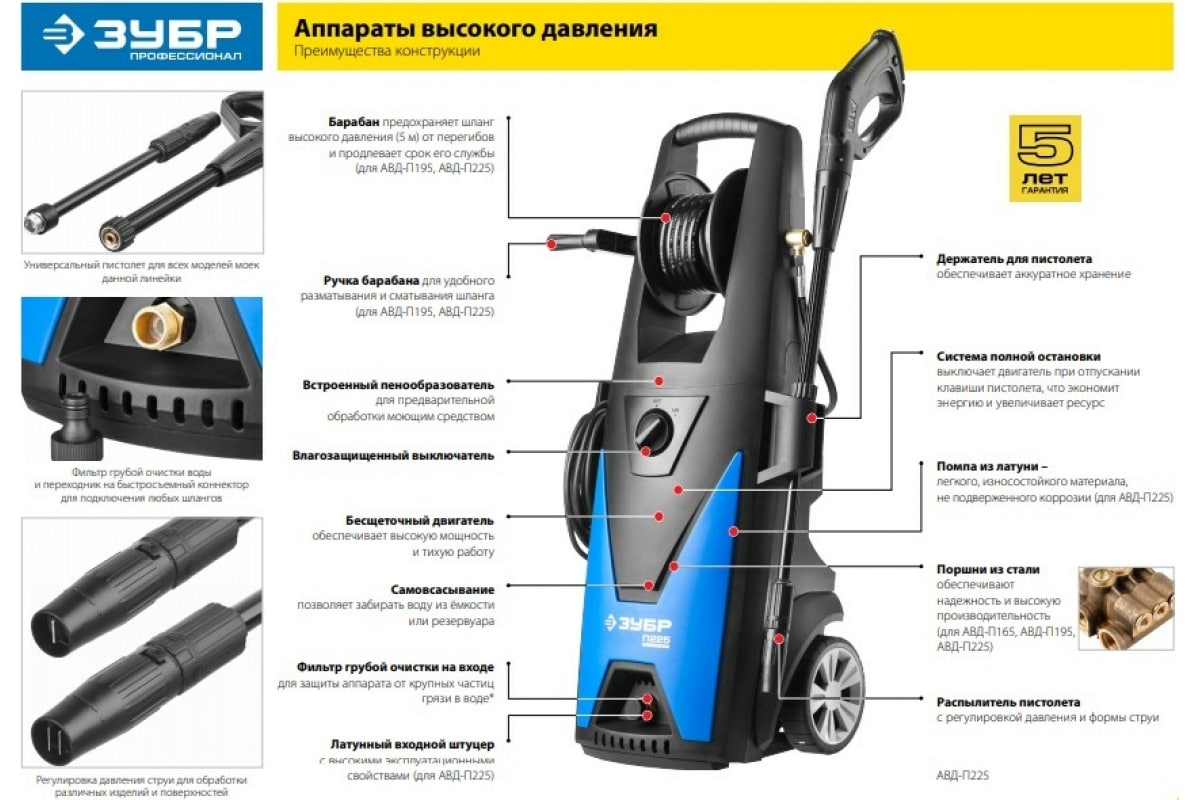 ЗУБР
ПРОФЕССИОНАЛ
Аппараты высокого давления
Преимущества конструкции
Универсальный пистолет для всех моделей моек
данной линейки
Фильтр грубой очистки воды
и переходник на быстросъемный коннектор
для подключения любых шлангов
Регулировка давления струи для обработки
различных изделий и поверхностей
Барабан предохраняет шланг
высокого давления (5 м) от перегибов
и продлевает срок его службы
(для АВД-П195, АВД-П225)
Ручка барабана для удобного
разматывания и сматывания шланга
(для АВД-П195, АВД-П225)
Встроенный пенообразователь
для предварительной
обработки моющим средством
Влагозащищенный выключатель
Бесщеточный двигатель
обеспечивает высокую мощность
и тихую работу
Самовсасывание
позволяет забирать воду из ёмкости
или резервуара
Фильтр грубой очистки на входе
для защиты аппарата от крупных частиц
грязи в воде*
Латунный входной штуцер
с высокими эксплуатационными
свойствами (для АВД-П225)
ЗУБР
П225
5
ЛЕТ
ГАРАНТИЯ
Держатель для пистолета
обеспечивает аккуратное хранение
Система полной остановки
выключает двигатель при отпускании
клавиши пистолета, что экономит
энергию и увеличивает ресурс
Помпа из латуни –
легкого, износостойкого материала,
не подверженного коррозии (для АВД-П225)
Поршни из стали
обеспечивают
надежность и высокую
производительность
(для АВД-П165, АВД-П195,
АВД-П225)
Распылитель пистолета
с регулировкой давления и формы струи
АВД-П225